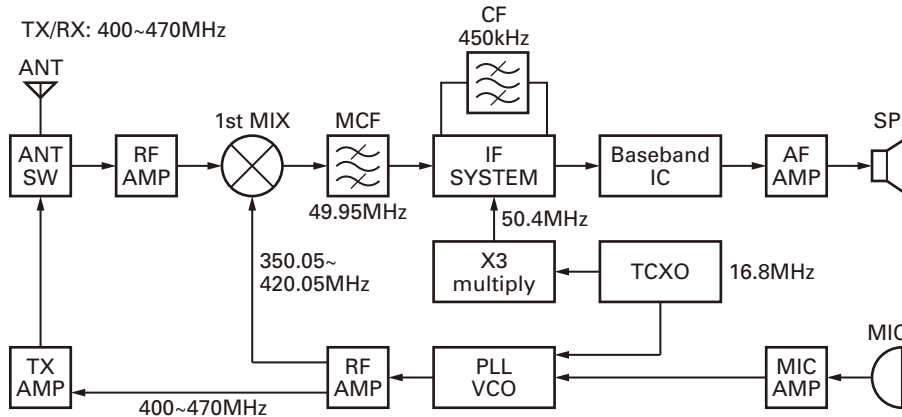 TX/RX: 400~470MHz
CF
450kHz
ANT
1st MIX
MCF
SP
ANT
SW
RF
AMP
IF
SYSTEM
Baseband
IC
AF
AMP
49.95MHz
50.4MHz
350.05~
420.05MHz
X3
multiply
TCXO
16.8MHz
MIC
TX
AMP
RF
AMP
PLL
VCO
MIC
AMP
400~470MHz